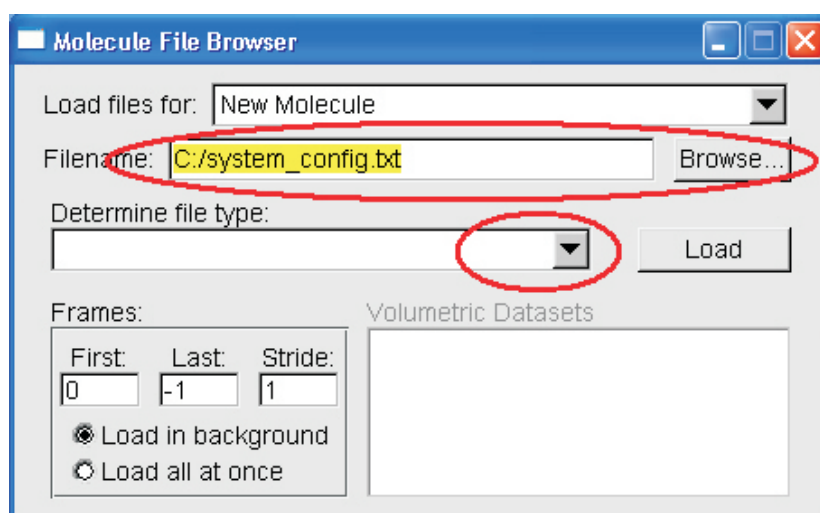 Molecule File Browser
Load files for: New Molecule
Filename: C:/system_config.txt Browse...
Determine file type:
Load
Frames: Volumetric Datasets
First: Last: Stride:
0 -1 1
Load in background
Load all at once